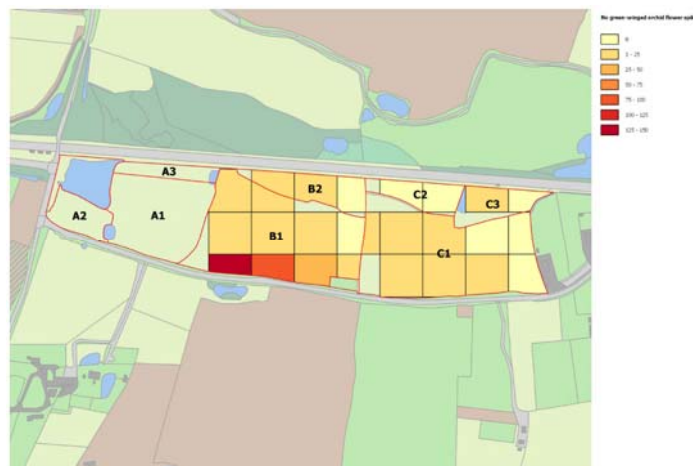 No green-winged orchid flower spik
0
1 - 25
25 - 50
50 - 75
75 - 100
100 - 125
125 - 150
A3
A2
A1
B2
B1
C2
C3
C1